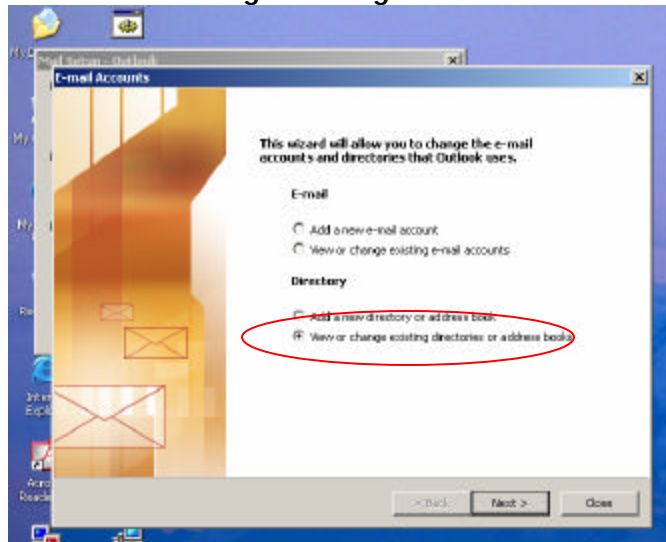 Mail Setup - Outlook
E-mail Accounts
This wizard will allow you to change the e-mail
accounts and directories that Outlook uses.
E-mail
Add a new e-mail account
View or change existing e-mail accounts
Directory
Add a new directory or address book
View or change existing directories or address books
< Back
Next >
Close